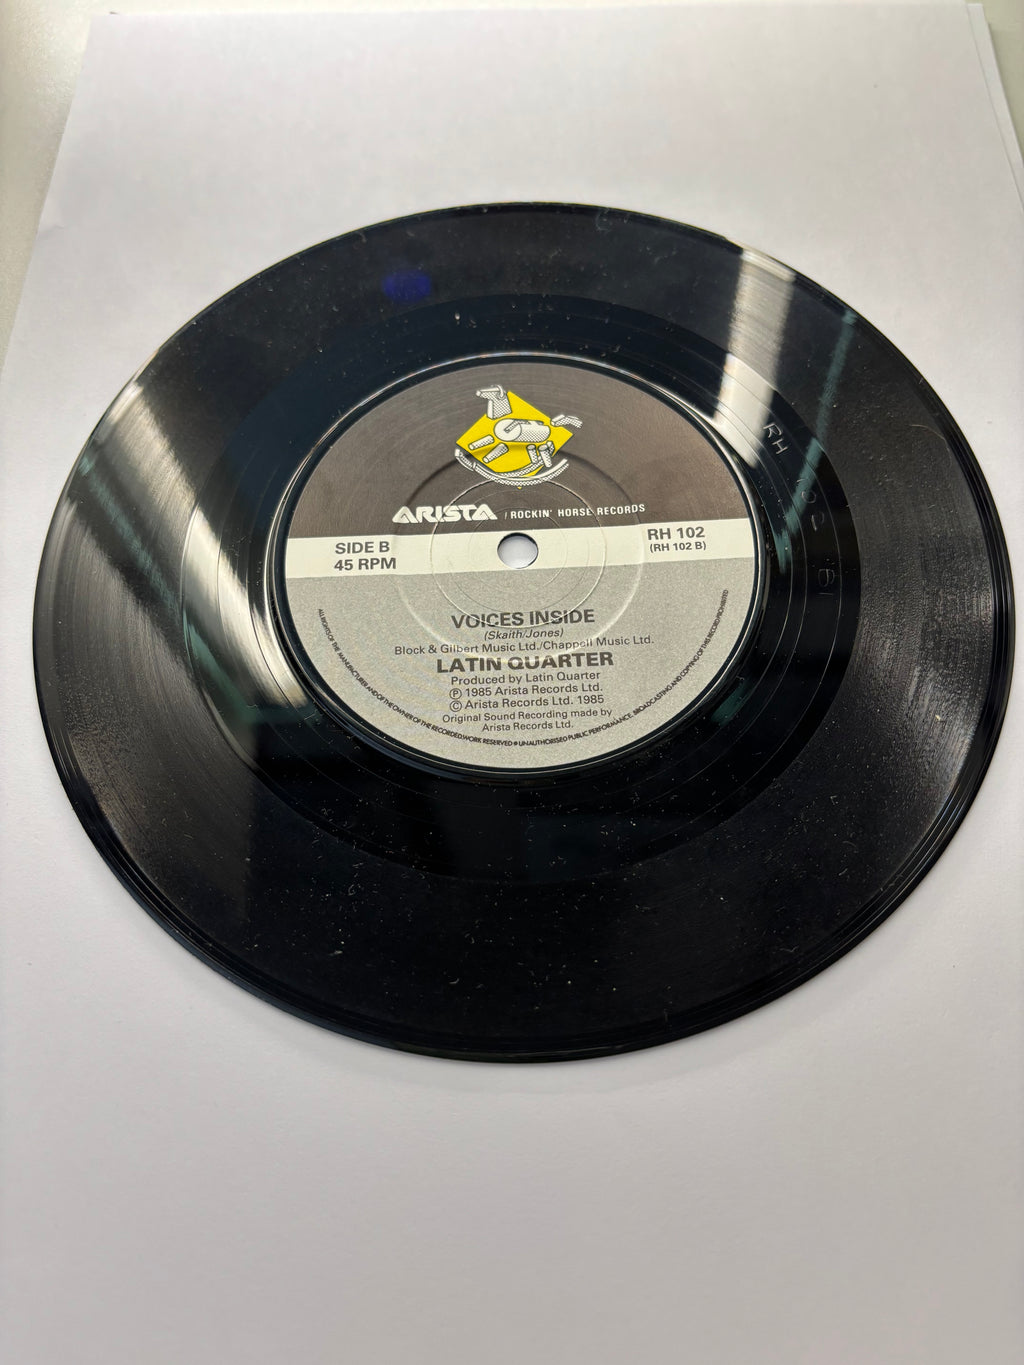 ARISTA / ROCKIN' HORSE RECORDS
SIDE B
45 RPM
RH 102
(RH 102 B)
VOICES INSIDE
(Skaith/Jones)
Block & Gilbert Music Ltd./Chappell Music Ltd.
LATIN QUARTER
Produced by Latin Quarter
Ⓟ 1985 Arista Records Ltd.
© Arista Records Ltd. 1985
Original Sound Recording made by
Arista Records Ltd.
ALL RIGHTS OF THE MANUFACTURER AND OF THE OWNER OF THE RECORDED WORK RESERVED ● UNAUTHORISED PUBLIC PERFORMANCE, BROADCASTING AND COPYING OF THIS RECORD PROHIBITED
RH 102 B1